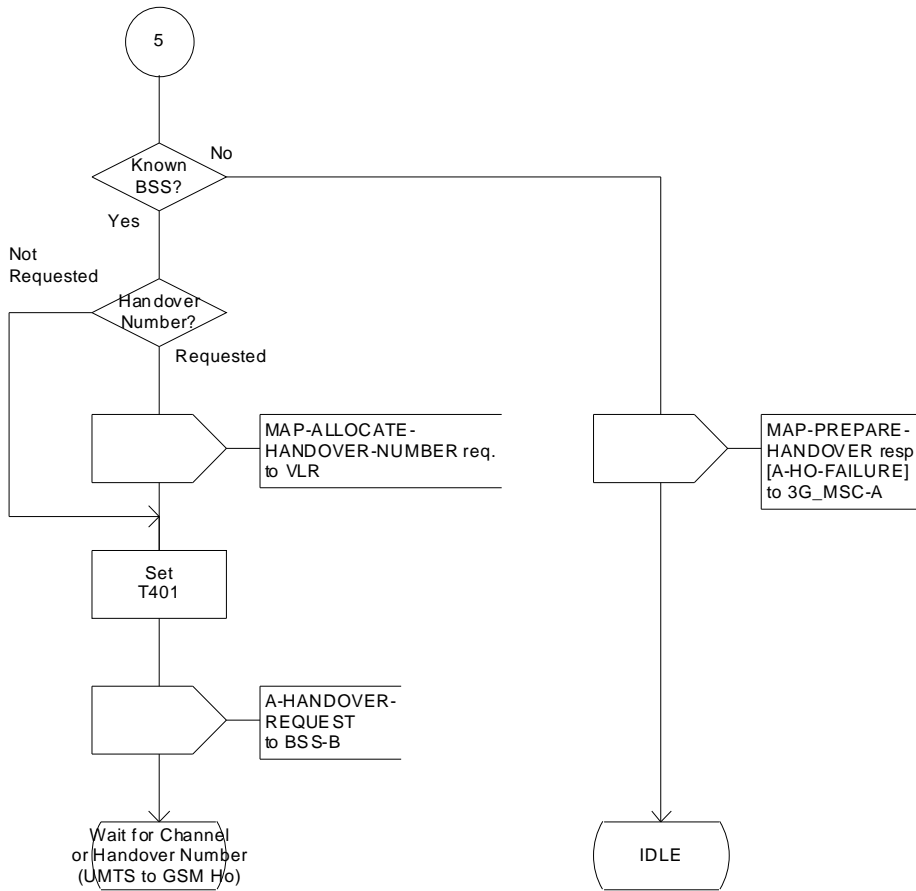 5
Known
BSS?
No
Yes
Not
Requested
Handover
Number?
Requested
MAP-ALLOCATE-
HANDOVER-NUMBER req.
to VLR
MAP-PREPARE-
HANDOVER resp
[A-HO-FAILURE]
to 3G_MSC-A
Set
T401
A-HANDOVER-
REQUEST
to BSS-B
Wait for Channel
or Handover Number
(UMTS to GSM Ho)
IDLE